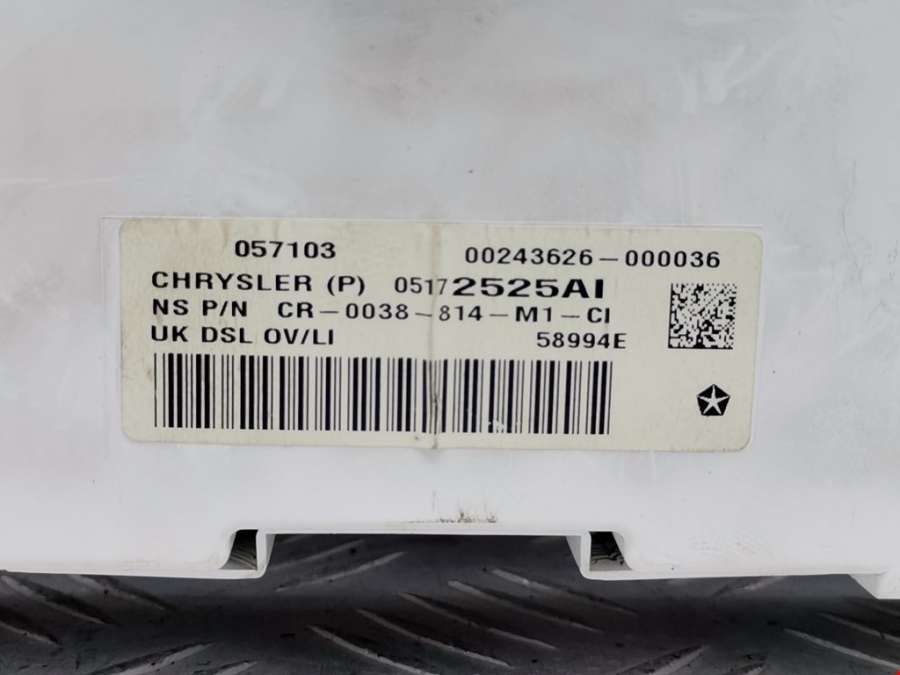 057103 00243626-000036
CHRYSLER (P) 05172525AI
NS P/N CR-0038-814-M1-CI
UK DSL OV/LI 58994E